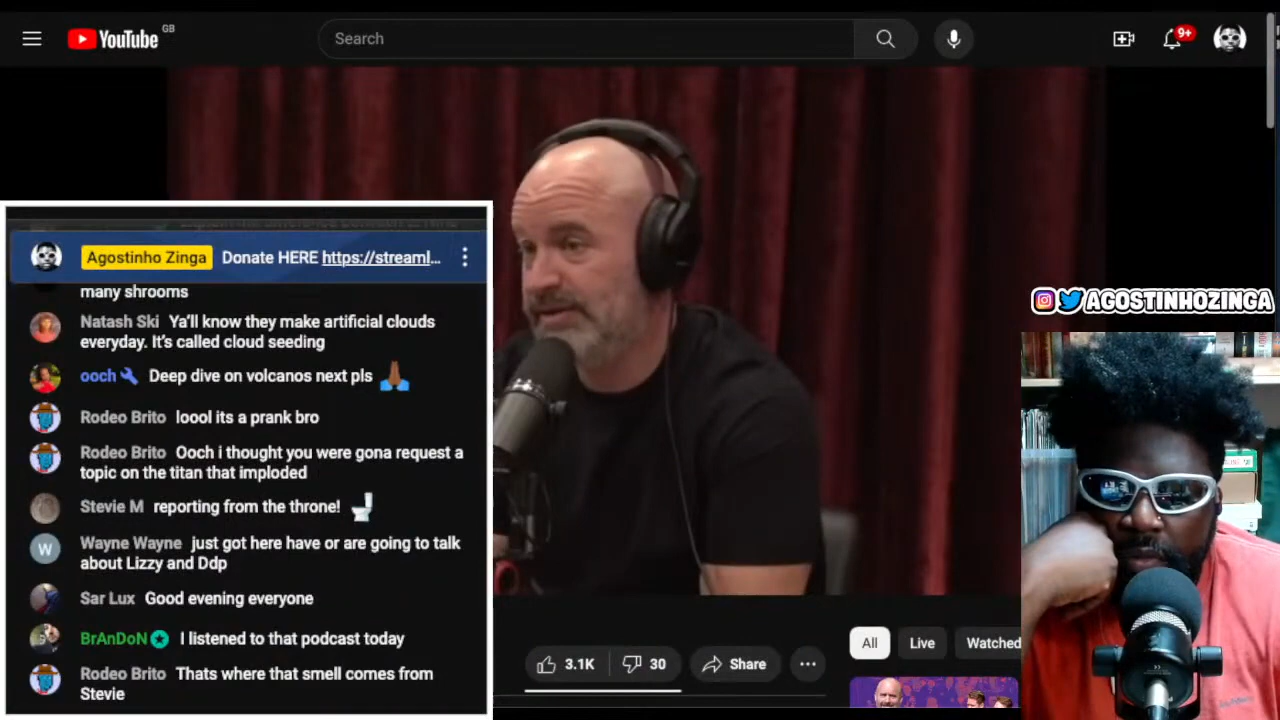 YouTube GB
Search
9+
Agostinho Zinga Donate HERE https://streaml...
many shrooms
Natash Ski Ya'll know they make artificial clouds
everyday. It's called cloud seeding
ooch Deep dive on volcanos next pls
Rodeo Brito loool its a prank bro
Rodeo Brito Ooch i thought you were gona request a
topic on the titan that imploded
Stevie M reporting from the throne!
W
Wayne Wayne just got here have or are going to talk
about Lizzy and Ddp
Sar Lux Good evening everyone
BrAnDoN I listened to that podcast today
Rodeo Brito Thats where that smell comes from
Stevie
@AGOSTINHOZINGA
3.1K
30
Share
All
Live
Watched